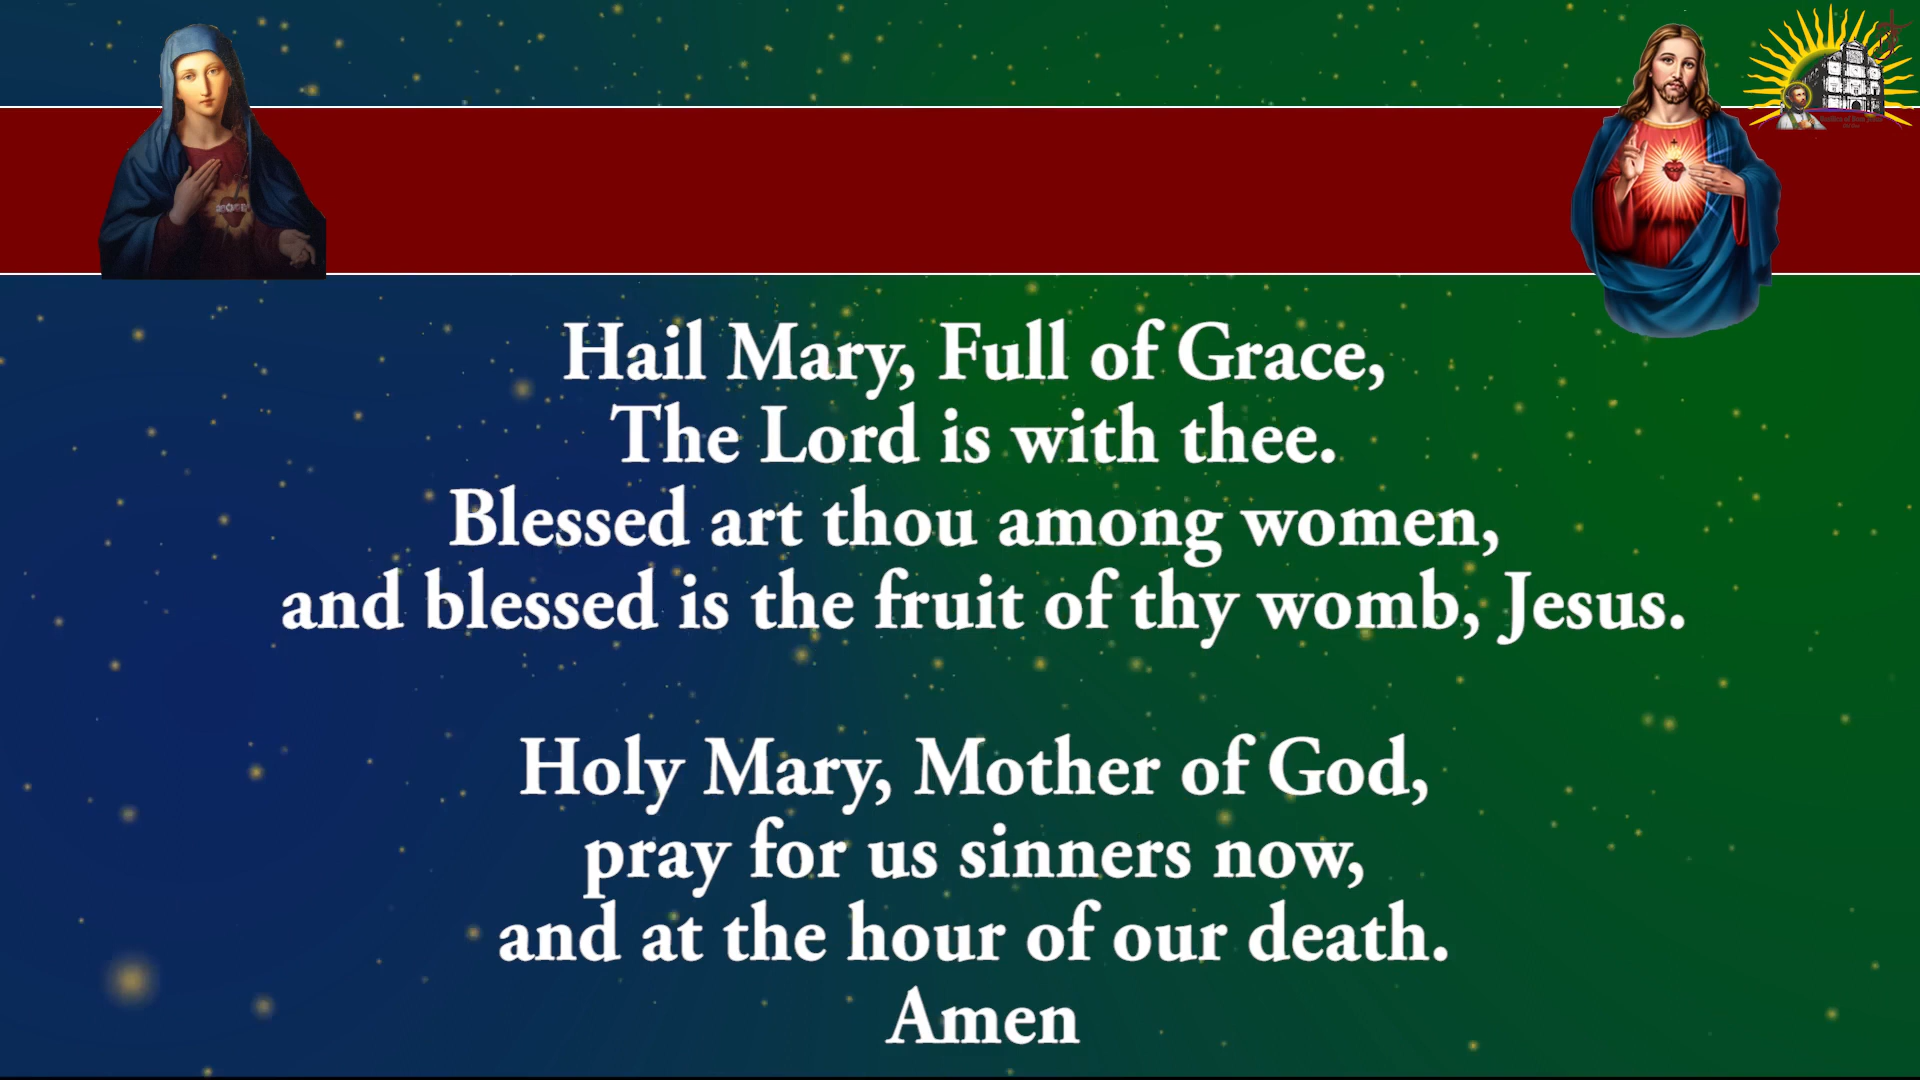 Hail Mary, Full of Grace,
The Lord is with thee.
Blessed art thou among women,
and blessed is the fruit of thy womb, Jesus.
Holy Mary, Mother of God,
pray for us sinners now,
and at the hour of our death.
Amen